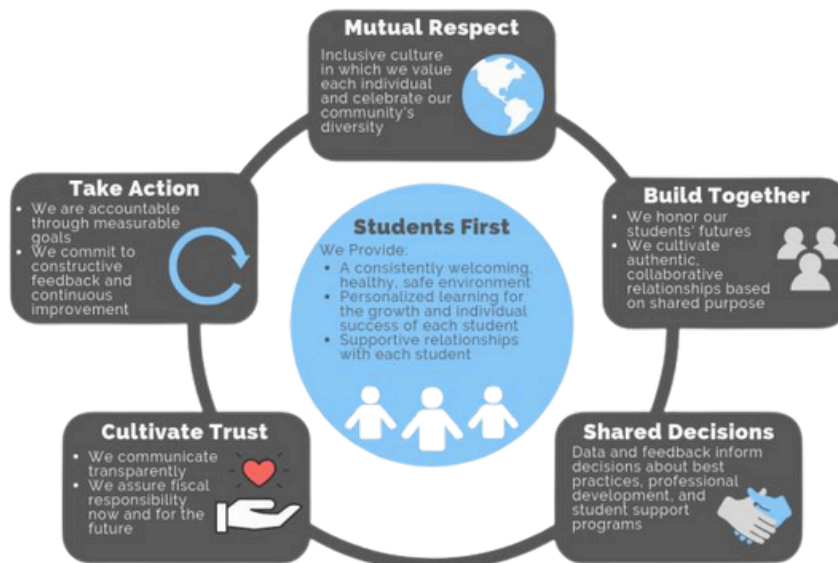 Mutual Respect
Inclusive culture
in which we value
each individual
and celebrate our
community's
diversity
Take Action
• We are accountable
through measurable
goals
• We commit to
constructive
feedback and
continuous
improvement
Students First
We Provide:
• A consistently welcoming,
healthy, safe environment
• Personalized learning for
the growth and individual
success of each student
• Supportive relationships
with each student
Build Together
• We honor our
students' futures
• We cultivate
authentic,
collaborative
relationships based
on shared purpose
Cultivate Trust
• We communicate
transparently
• We assure fiscal
responsibility
now and for the
future
Shared Decisions
Data and feedback inform
decisions about best
practices, professional
development, and
student support
programs